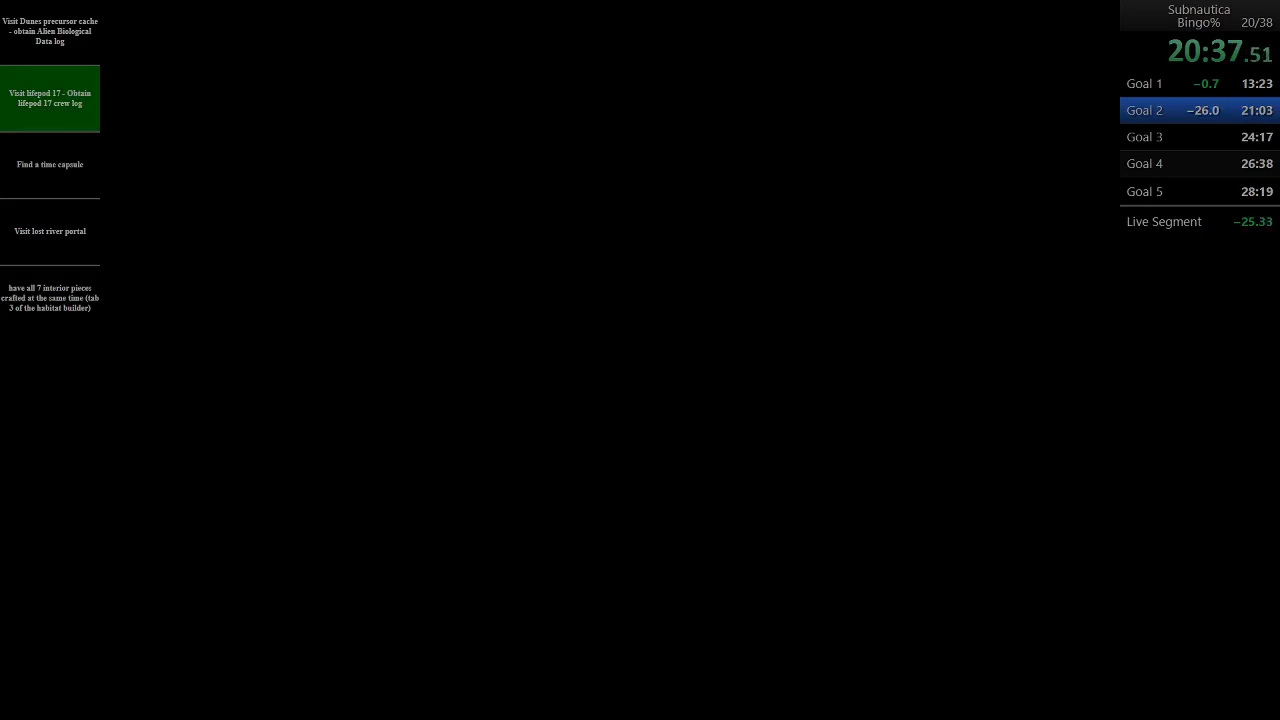 Visit Dunes precursor cache
- obtain Alien Biological
Data log
Visit lifepod 17 - Obtain
lifepod 17 crew log
Find a time capsule
Visit lost river portal
have all 7 interior pieces
crafted at the same time (tab
3 of the habitat builder)
Subnautica
Bingo% 20/38
20:37.51
Goal 1 −0.7 13:23
Goal 2 −26.0 21:03
Goal 3 24:17
Goal 4 26:38
Goal 5 28:19
Live Segment −25.33